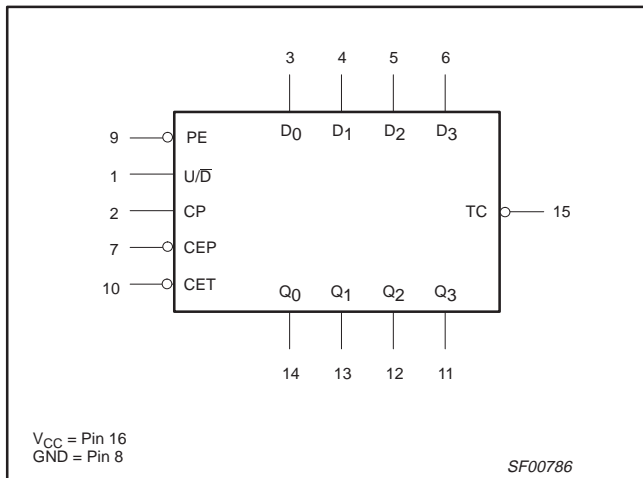 3 4 5 6
9 PE D0 D1 D2 D3
1 U/D̅
2 CP TC 15
7 CEP
10 CET Q0 Q1 Q2 Q3
14 13 12 11
VCC = Pin 16
GND = Pin 8
SF00786